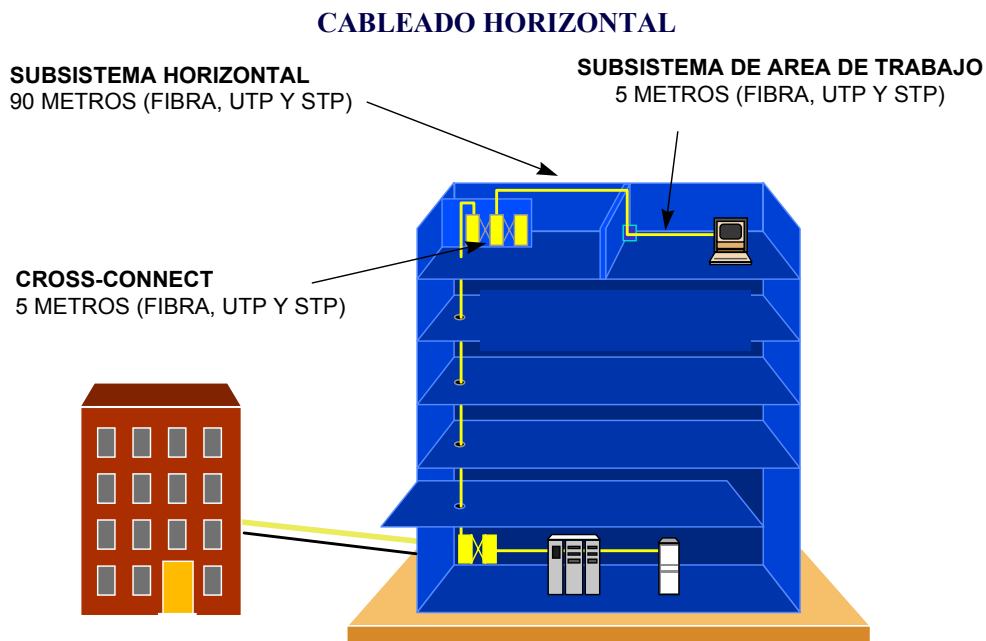 CABLEADO HORIZONTAL
SUBSISTEMA HORIZONTAL
90 METROS (FIBRA, UTP Y STP)
SUBSISTEMA DE AREA DE TRABAJO
5 METROS (FIBRA, UTP Y STP)
CROSS-CONNECT
5 METROS (FIBRA, UTP Y STP)